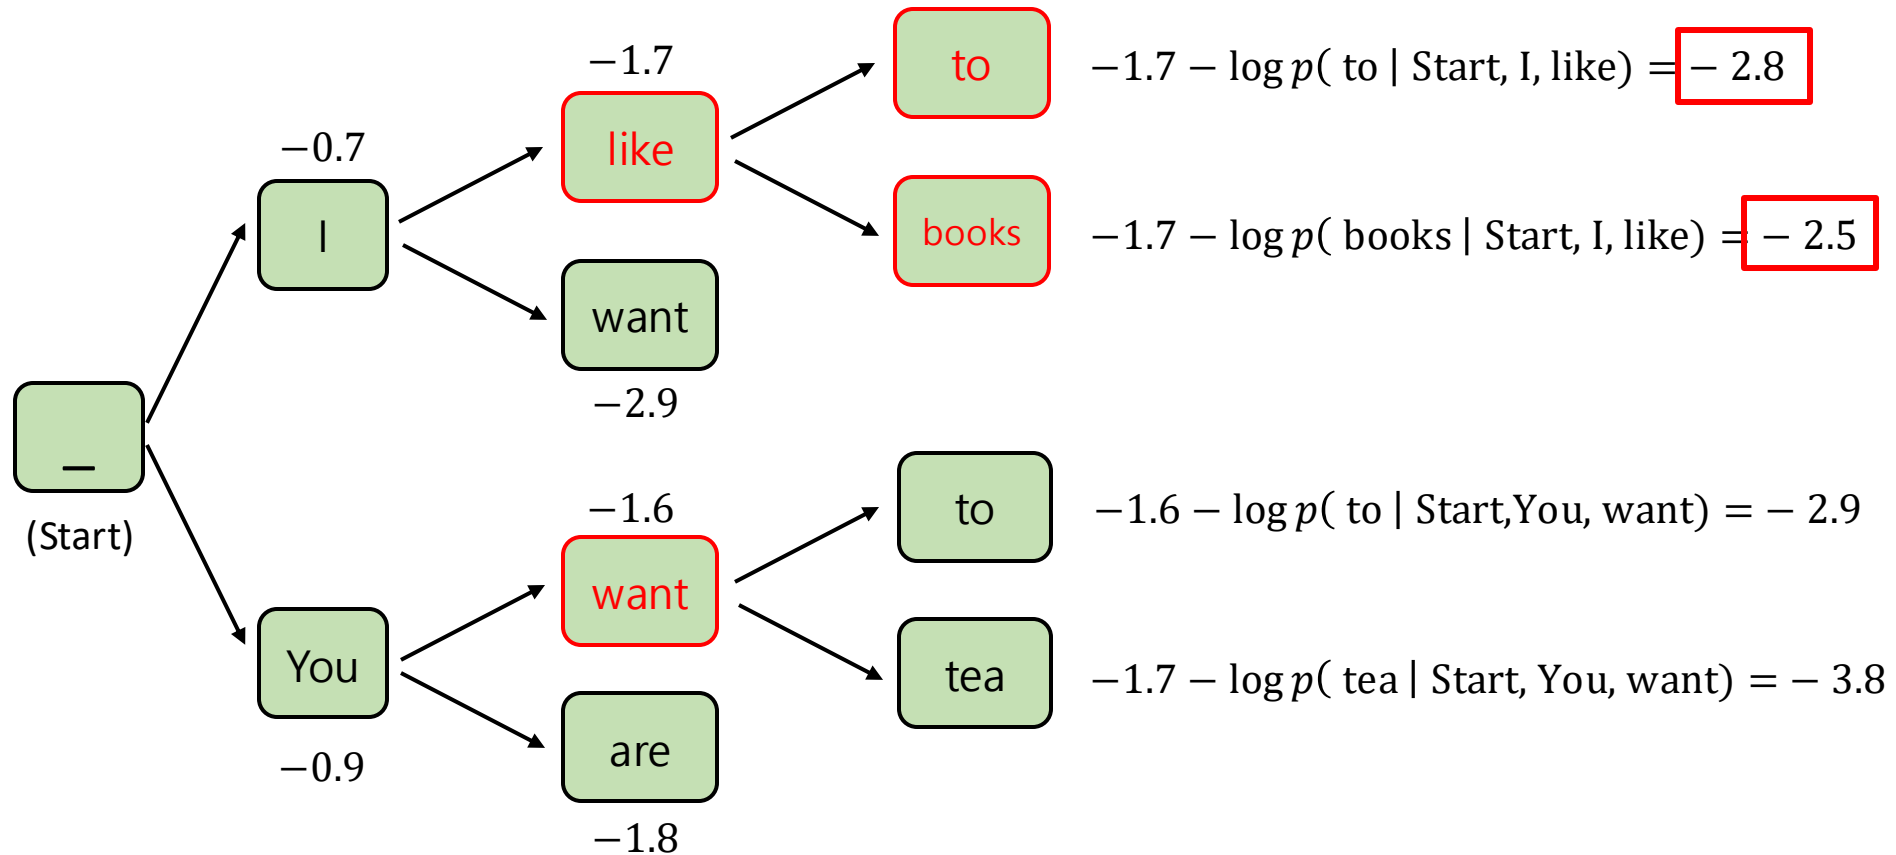 −1.7
to
−1.7 − log p( to | Start, I, like) = − 2.8
−0.7
like
I
books
−1.7 − log p( books | Start, I, like) = − 2.5
want
−2.9
_
(Start)
−1.6
to
−1.6 − log p( to | Start,You, want) = − 2.9
want
You
tea
−1.7 − log p( tea | Start, You, want) = − 3.8
−0.9
are
−1.8